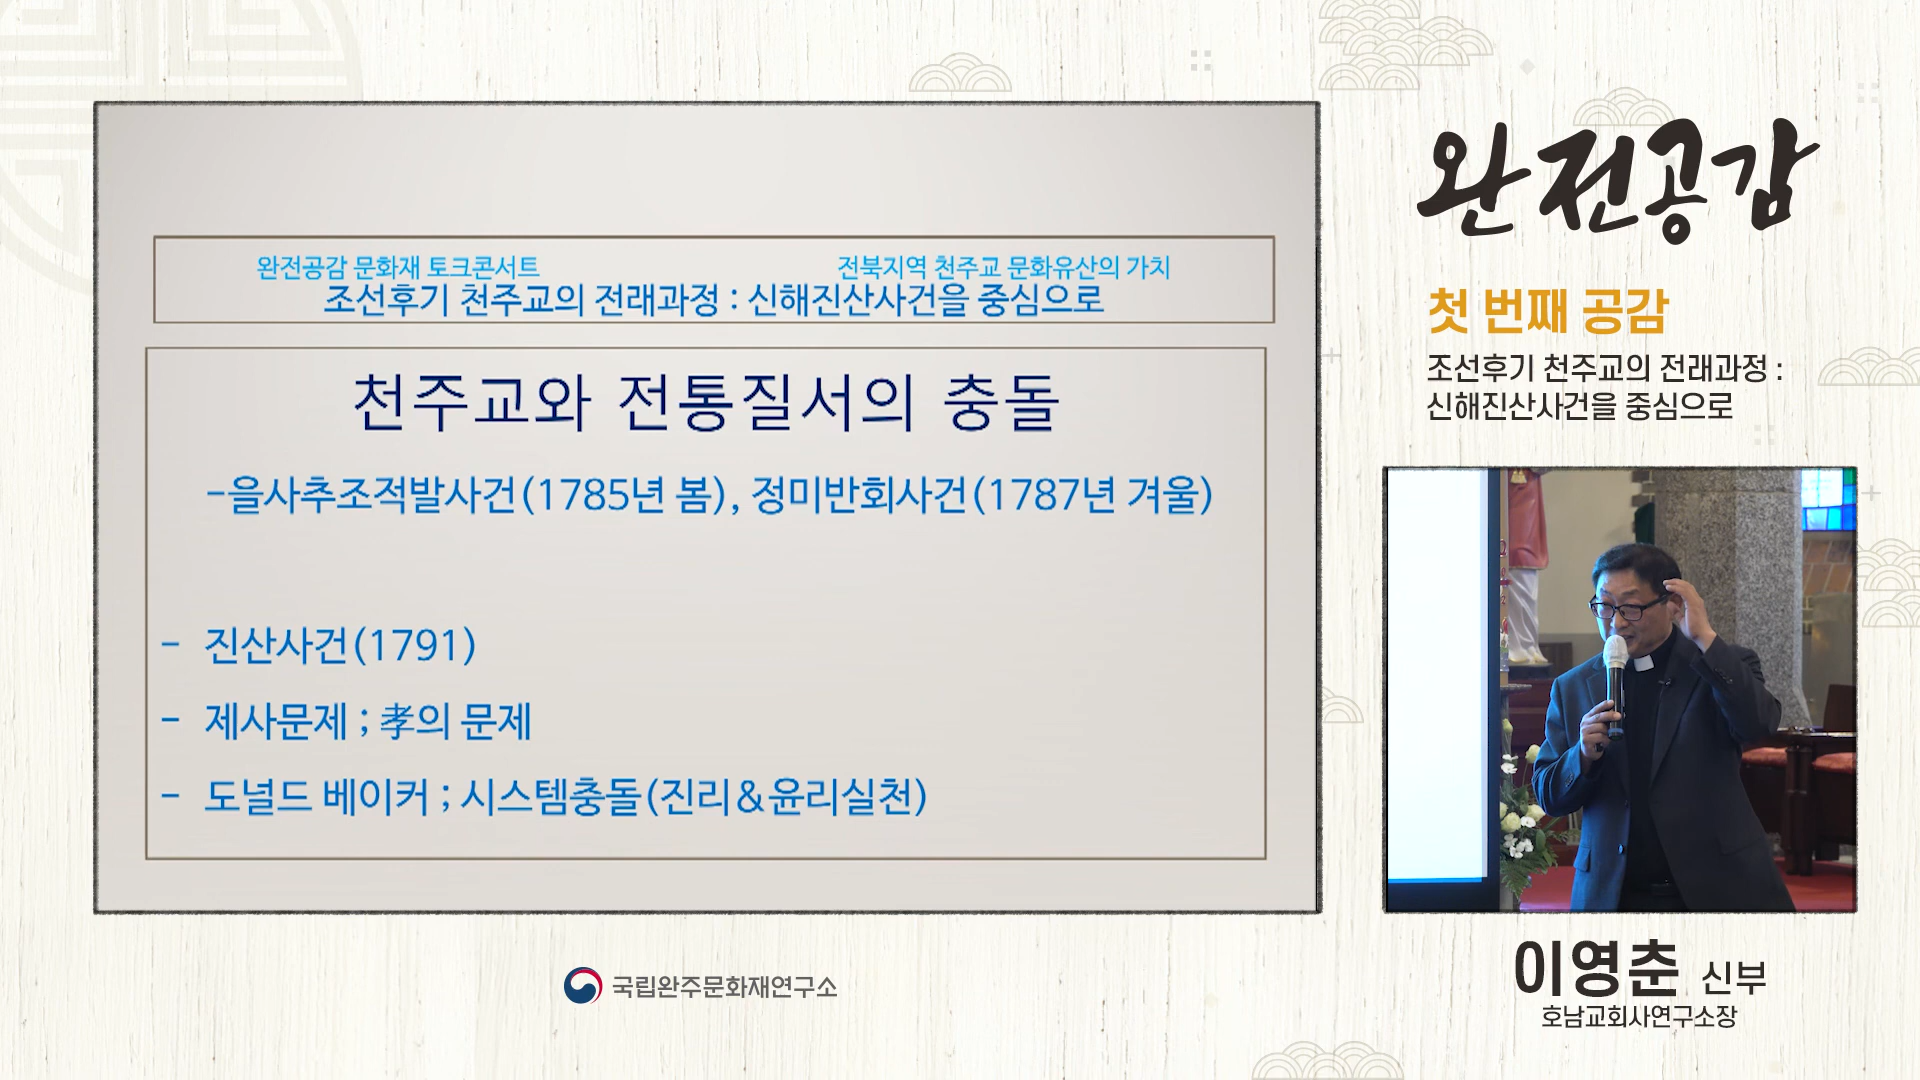 완전공감 문화재 토크콘서트 전북지역 천주교 문화유산의 가치
조선후기 천주교의 전래과정 : 신해진산사건을 중심으로
천주교와 전통질서의 충돌
-을사추조적발사건(1785년 봄), 정미반회사건(1787년 겨울)
- 진산사건(1791)
- 제사문제 ; 孝의 문제
- 도널드 베이커 ; 시스템충돌(진리&윤리실천)
완전공감
첫 번째 공감
조선후기 천주교의 전래과정 :
신해진산사건을 중심으로
이영춘 신부
호남교회사연구소장
국립완주문화재연구소